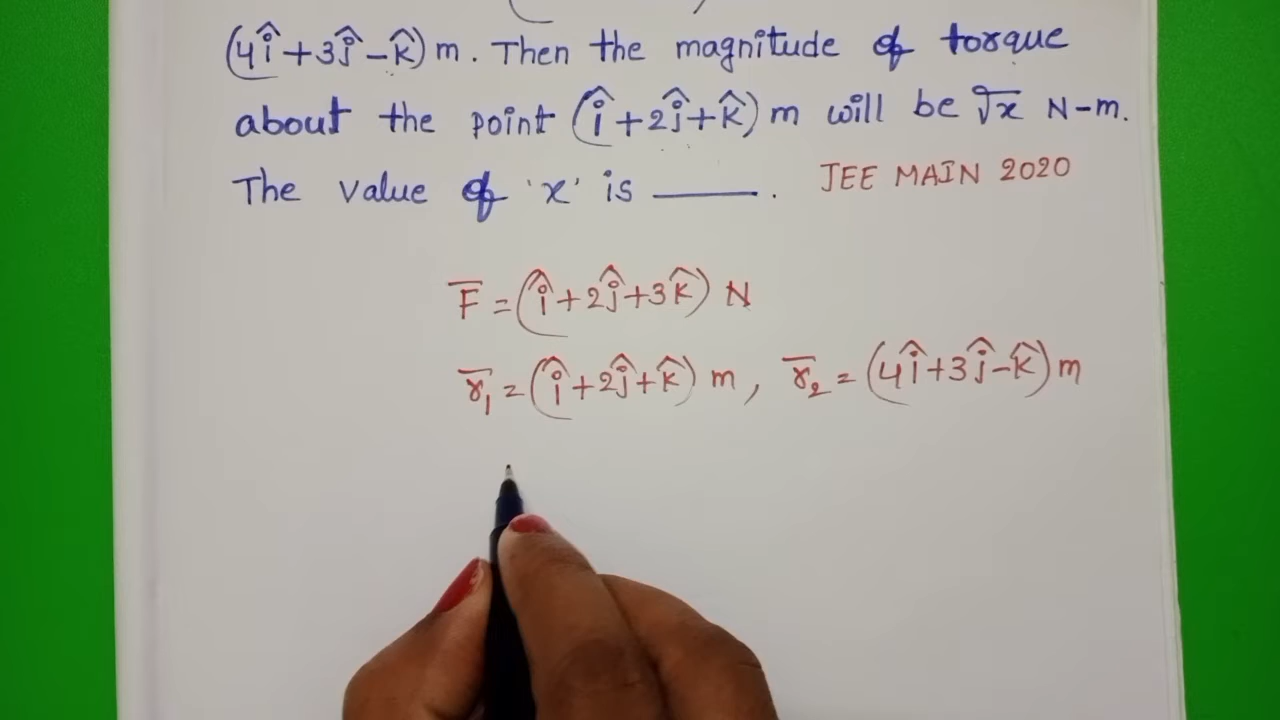 (4î + 3ĵ - k̂) m. Then the magnitude of torque
about the point (î + 2ĵ + k̂) m will be √x N-m.
The value of 'x' is ______. JEE MAIN 2020
F̅ = (î + 2ĵ + 3k̂) N
r̅₁ = (î + 2ĵ + k̂) m, r̅₂ = (4î + 3ĵ - k̂) m